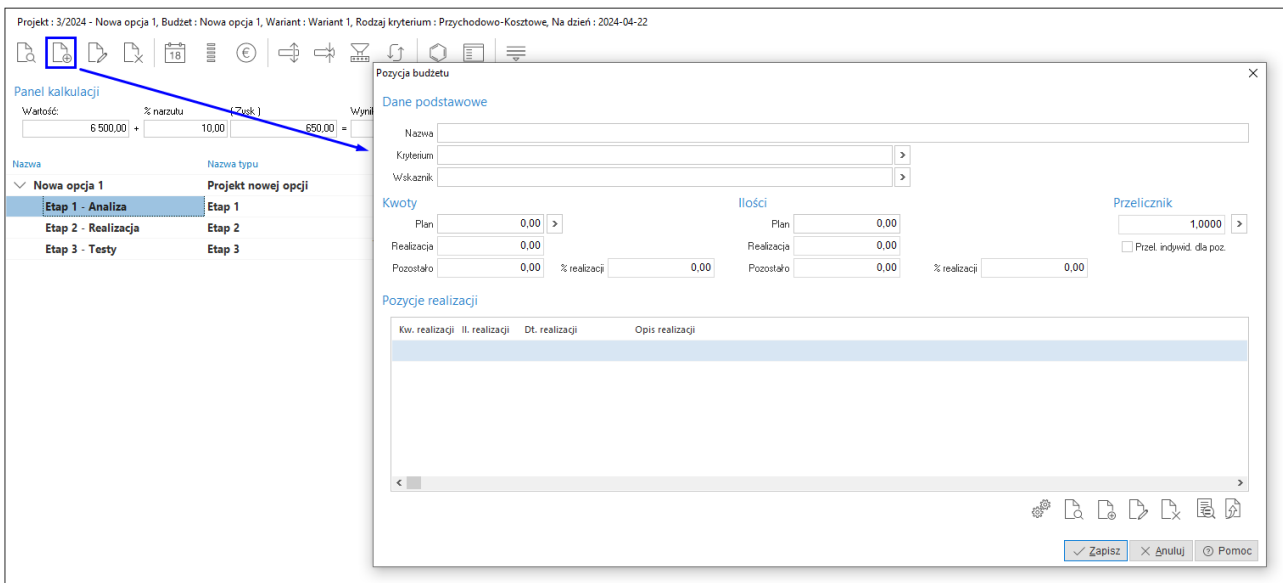 Projekt : 3/2024 - Nowa opcja 1, Budżet : Nowa opcja 1, Wariant : Wariant 1, Rodzaj kryterium : Przychodowo-Kosztowe, Na dzień : 2024-04-22
18
€
Panel kalkulacji
Wartość: % narzutu ( Zysk )
6 500,00 + 10,00 650,00 =
Nazwa Nazwa typu
Nowa opcja 1 Projekt nowej opcji
Etap 1 - Analiza Etap 1
Etap 2 - Realizacja Etap 2
Etap 3 - Testy Etap 3
Pozycja budżetu
Dane podstawowe
Nazwa
Kryterium
Wskaznik
Kwoty Ilości Przelicznik
Plan 0,00 Plan 0,00 1,0000
Realizacja 0,00 Realizacja 0,00 Przel. indywid. dla poz.
Pozostało 0,00 % realizacji 0,00 Pozostało 0,00 % realizacji 0,00
Pozycje realizacji
Kw. realizacji Il. realizacji Dt. realizacji Opis realizacji
Zapisz Anuluj Pomoc